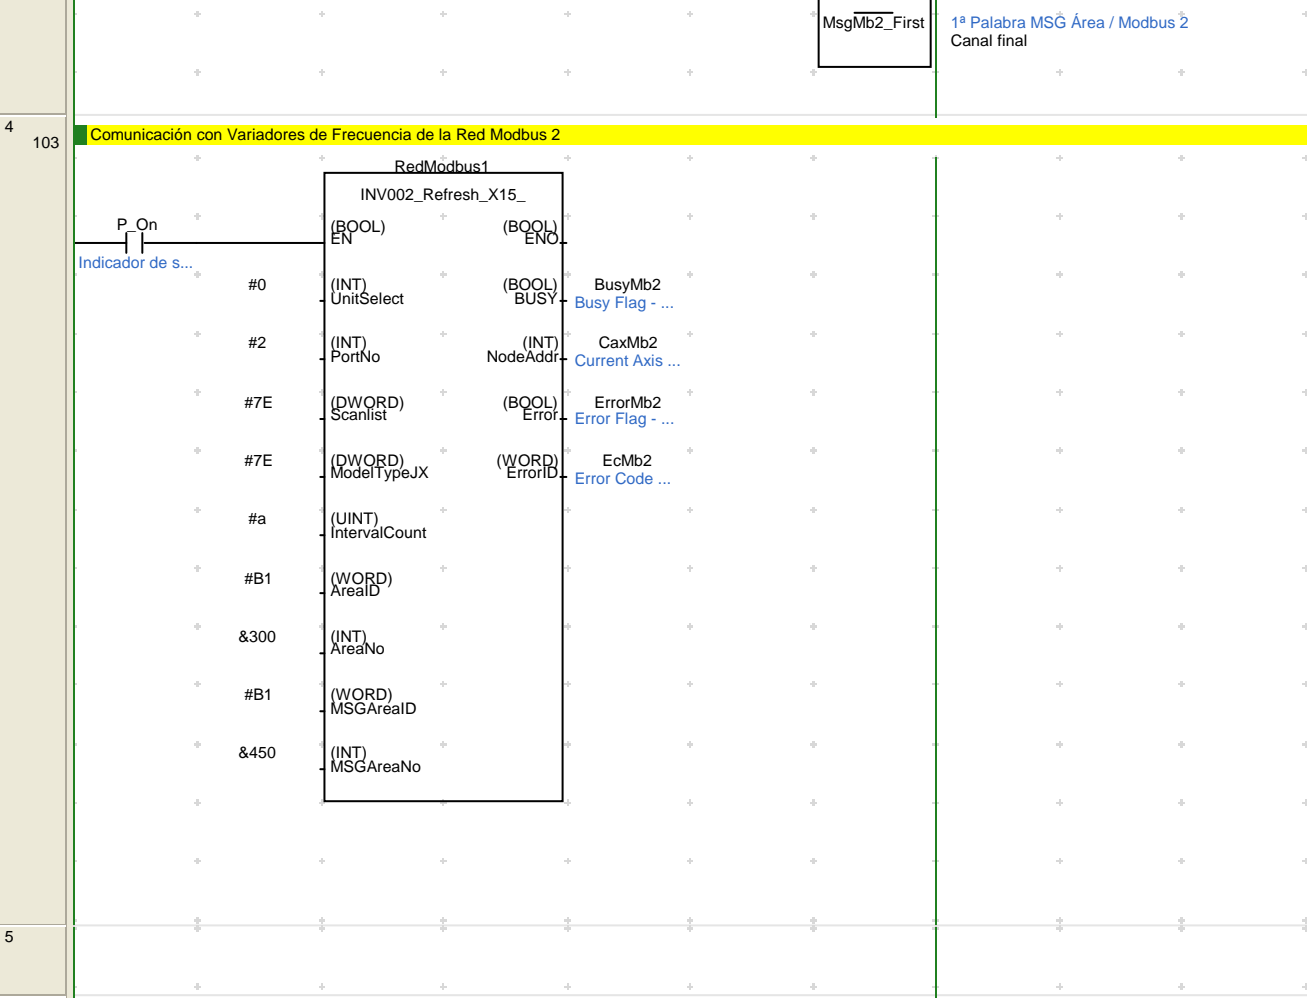 MsgMb2_First
1ª Palabra MSG Área / Modbus 2
Canal final
4
103
Comunicación con Variadores de Frecuencia de la Red Modbus 2
RedModbus1
INV002_Refresh_X15_
P_On
(BOOL)
EN
(BOOL)
ENO
Indicador de s...
#0
(INT)
UnitSelect
(BOOL)
BUSY
BusyMb2
Busy Flag - ...
#2
(INT)
PortNo
(INT)
NodeAddr
CaxMb2
Current Axis ...
#7E
(DWORD)
Scanlist
(BOOL)
Error
ErrorMb2
Error Flag - ...
#7E
(DWORD)
ModelTypeJX
(WORD)
ErrorID
EcMb2
Error Code ...
#a
(UINT)
IntervalCount
#B1
(WORD)
AreaID
&300
(INT)
AreaNo
#B1
(WORD)
MSGAreaID
&450
(INT)
MSGAreaNo
5